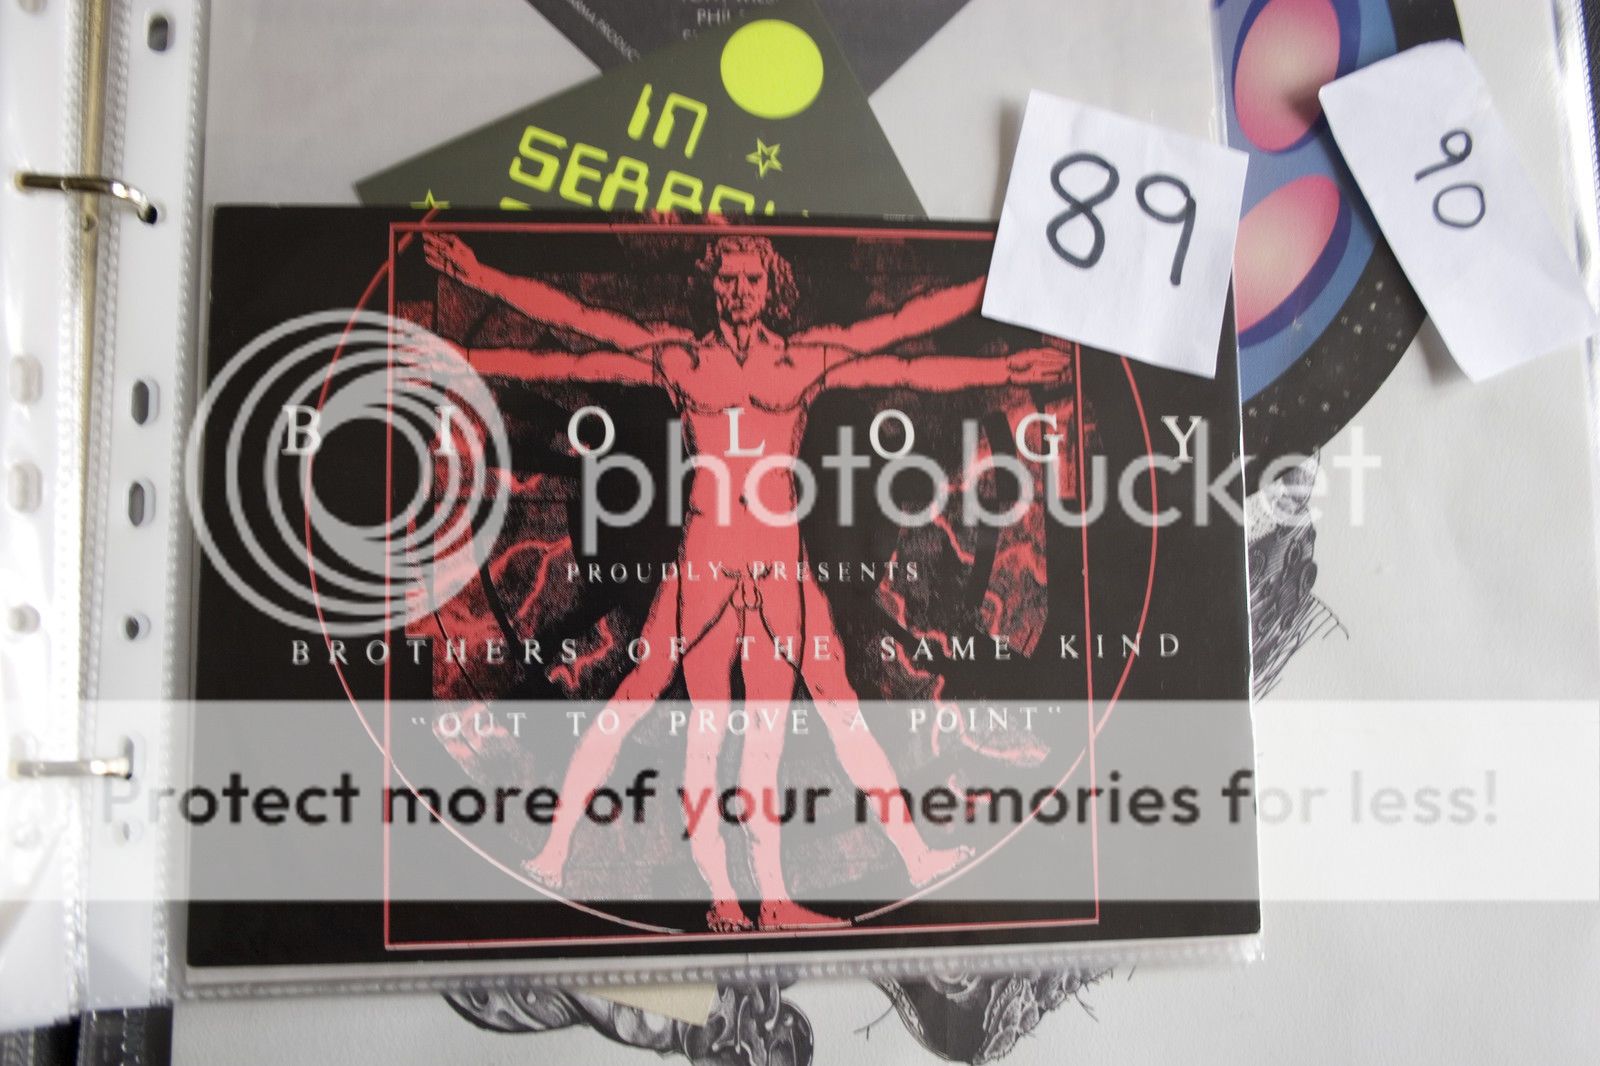 PHIL
IN
SEARCH
89
90
BIOLOGY
photobucket
PROUDLY PRESENTS
BROTHERS OF THE SAME KIND
"OUT TO PROVE A POINT"
Protect more of your memories for less!